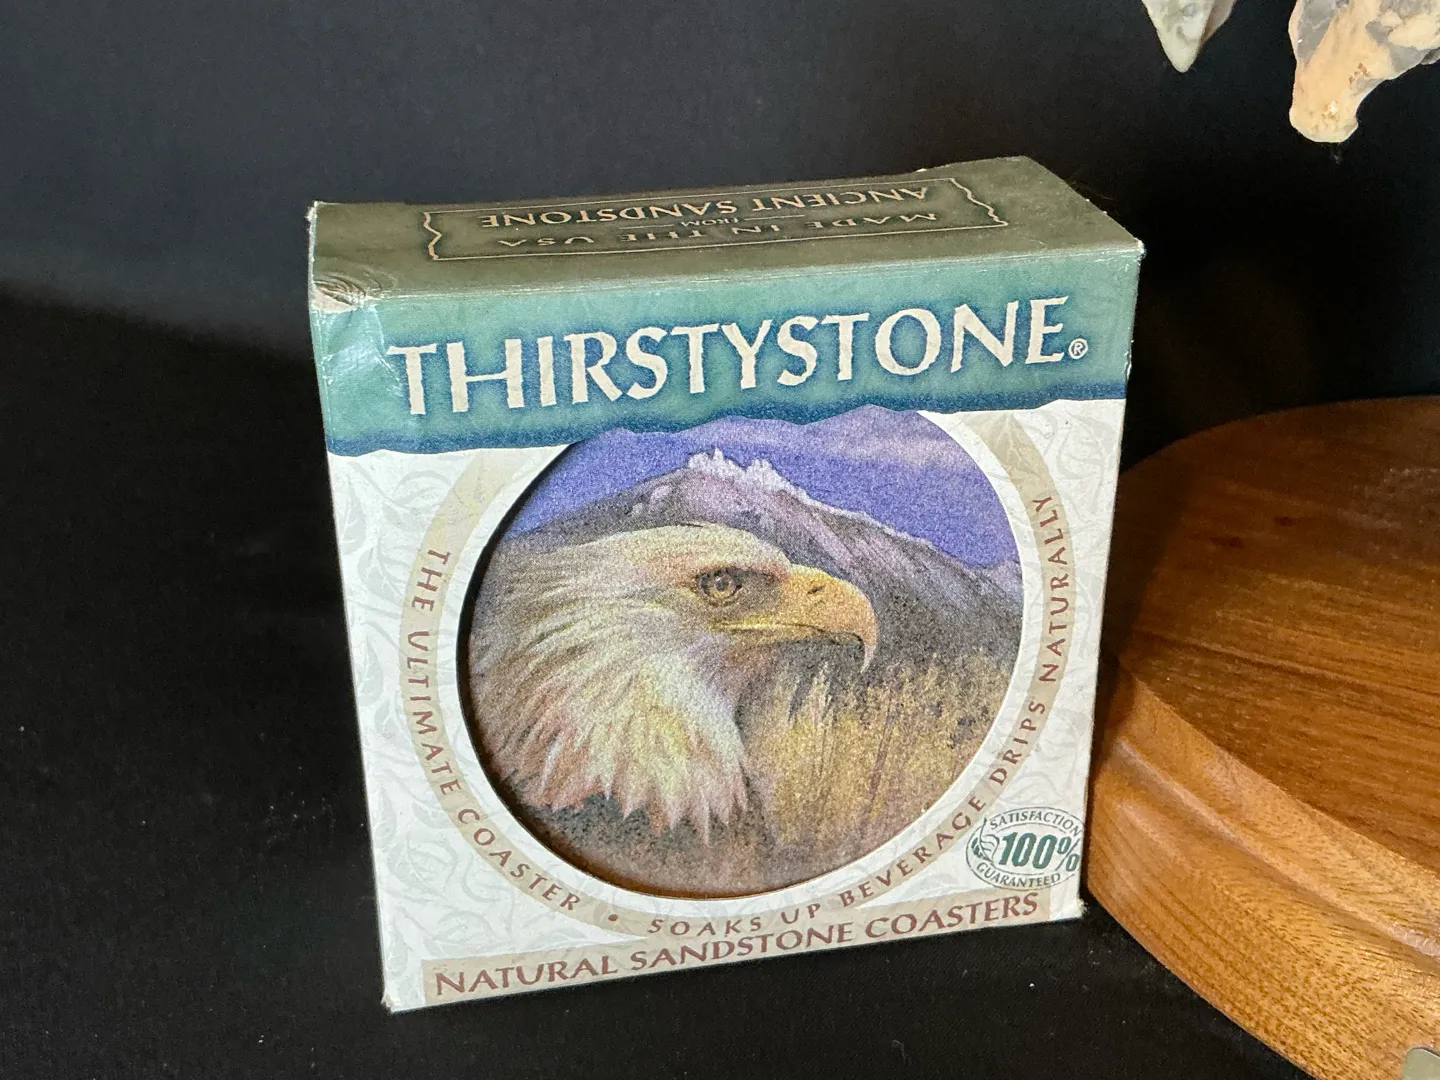 MADE IN THE USA
FROM
ANCIENT SANDSTONE
THIRSTYSTONE®
THE ULTIMATE COASTER • SOAKS UP BEVERAGE DRIPS NATURALLY
SATISFACTION
100%
GUARANTEED
NATURAL SANDSTONE COASTERS